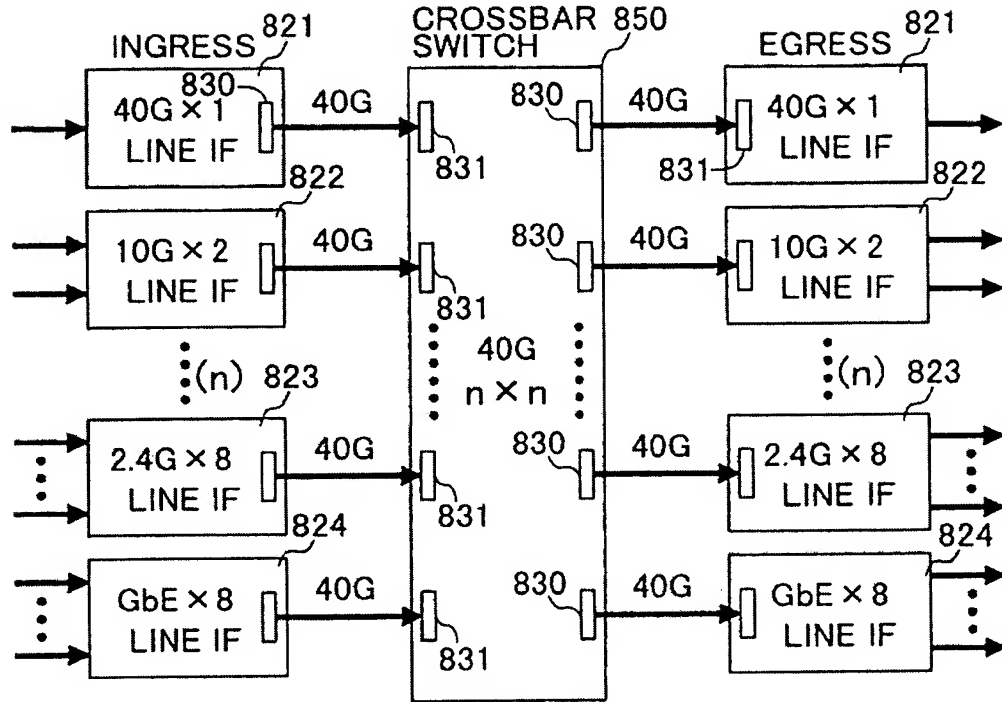 INGRESS
821
CROSSBAR
SWITCH
850
EGRESS
821
830
40G × 1
LINE IF
40G
831
830
40G
831
40G × 1
LINE IF
822
10G × 2
LINE IF
40G
831
830
40G
822
10G × 2
LINE IF
(n)
40G
n × n
(n)
823
2.4G × 8
LINE IF
40G
831
830
40G
823
2.4G × 8
LINE IF
824
GbE × 8
LINE IF
40G
831
830
40G
824
GbE × 8
LINE IF